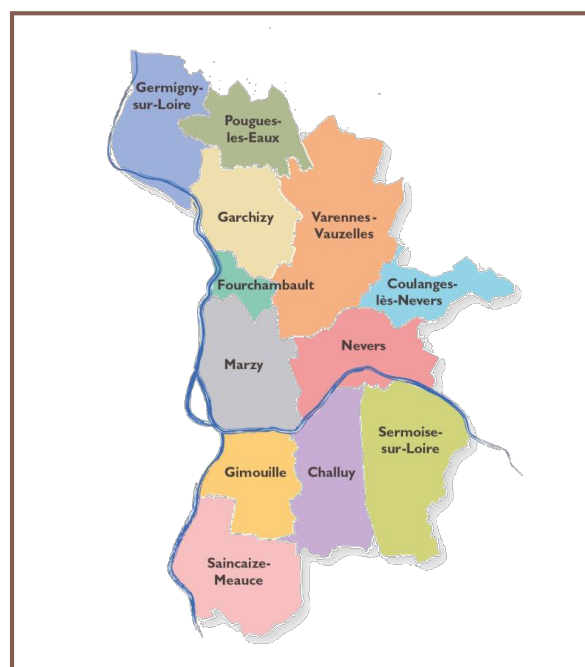 Germigny-
sur-Loire
Pougues-
les-Eaux
Garchizy
Varennes-
Vauzelles
Fourchambault
Coulanges-
lès-Nevers
Marzy
Nevers
Sermoise-
sur-Loire
Gimouille
Challuy
Saincaize-
Meauce